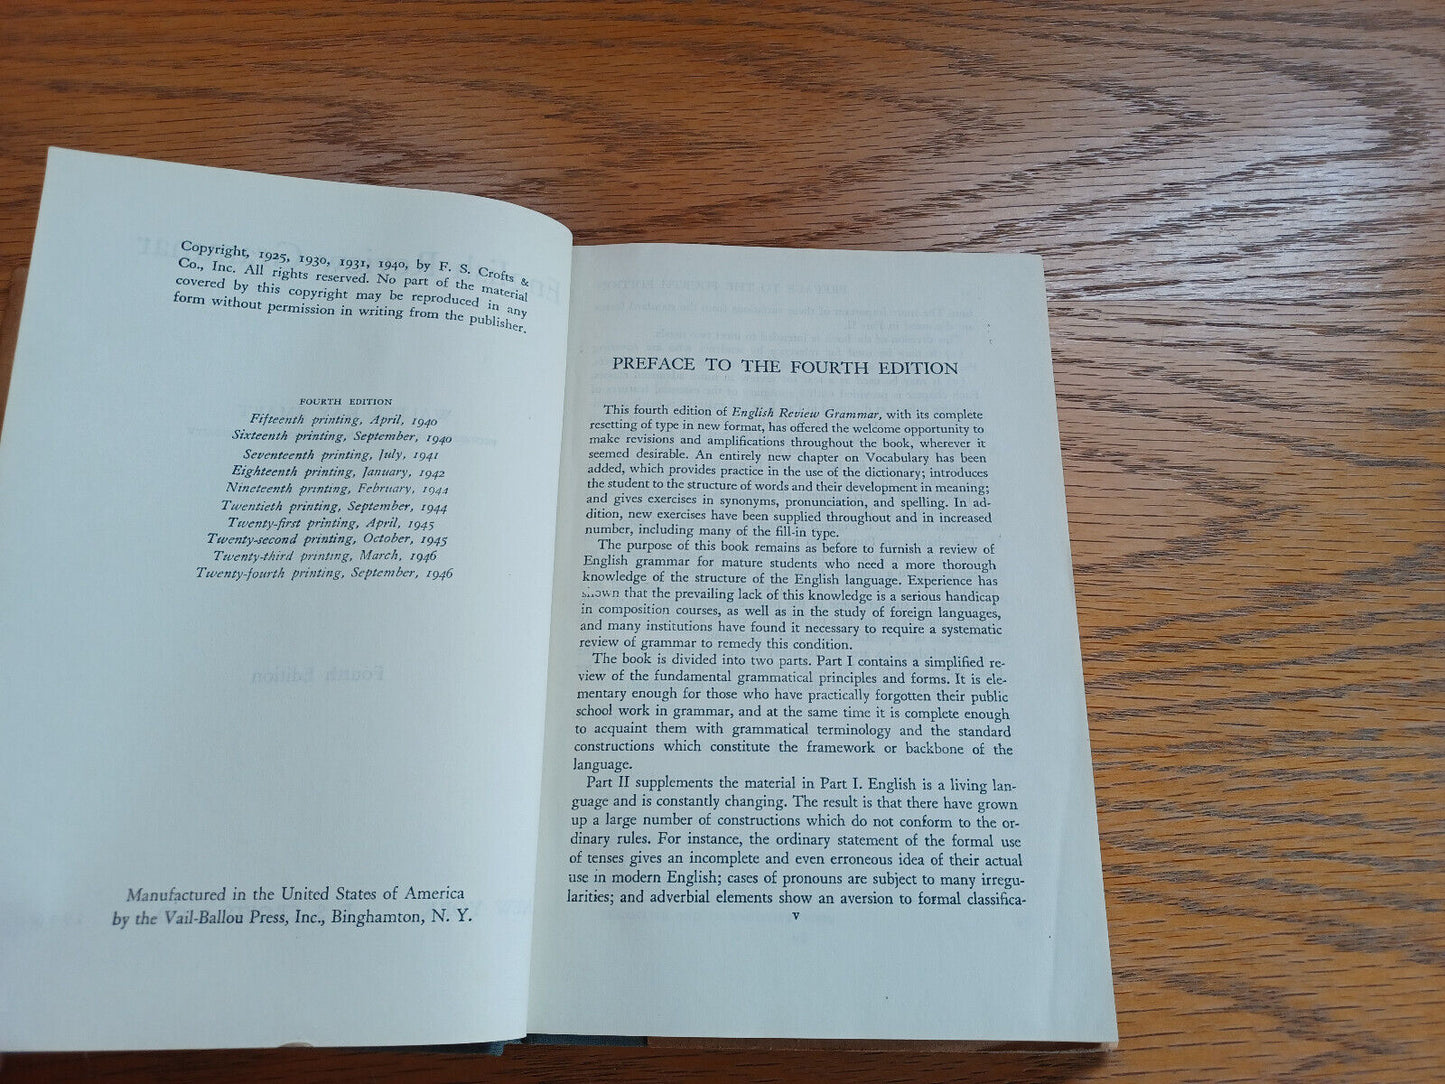 Copyright, 1925, 1930, 1931, 1940, by F. S. Crofts &
Co., Inc. All rights reserved. No part of the material
covered by this copyright may be reproduced in any
form without permission in writing from the publisher.
FOURTH EDITION
Fifteenth printing, April, 1940
Sixteenth printing, September, 1940
Seventeenth printing, July, 1941
Eighteenth printing, January, 1942
Nineteenth printing, February, 1944
Twentieth printing, September, 1944
Twenty-first printing, April, 1945
Twenty-second printing, October, 1945
Twenty-third printing, March, 1946
Twenty-fourth printing, September, 1946
Manufactured in the United States of America
by the Vail-Ballou Press, Inc., Binghamton, N. Y.
PREFACE TO THE FOURTH EDITION
This fourth edition of English Review Grammar, with its complete
resetting of type in new format, has offered the welcome opportunity to
make revisions and amplifications throughout the book, wherever it
seemed desirable. An entirely new chapter on Vocabulary has been
added, which provides practice in the use of the dictionary; introduces
the student to the structure of words and their development in meaning;
and gives exercises in synonyms, pronunciation, and spelling. In ad-
dition, new exercises have been supplied throughout and in increased
number, including many of the fill-in type.
The purpose of this book remains as before to furnish a review of
English grammar for mature students who need a more thorough
knowledge of the structure of the English language. Experience has
shown that the prevailing lack of this knowledge is a serious handicap
in composition courses, as well as in the study of foreign languages,
and many institutions have found it necessary to require a systematic
review of grammar to remedy this condition.
The book is divided into two parts. Part I contains a simplified re-
view of the fundamental grammatical principles and forms. It is ele-
mentary enough for those who have practically forgotten their public
school work in grammar, and at the same time it is complete enough
to acquaint them with grammatical terminology and the standard
constructions which constitute the framework or backbone of the
language.
Part II supplements the material in Part I. English is a living lan-
guage and is constantly changing. The result is that there have grown
up a large number of constructions which do not conform to the or-
dinary rules. For instance, the ordinary statement of the formal use
of tenses gives an incomplete and even erroneous idea of their actual
use in modern English; cases of pronouns are subject to many irregu-
larities; and adverbial elements show an aversion to formal classifica-
v